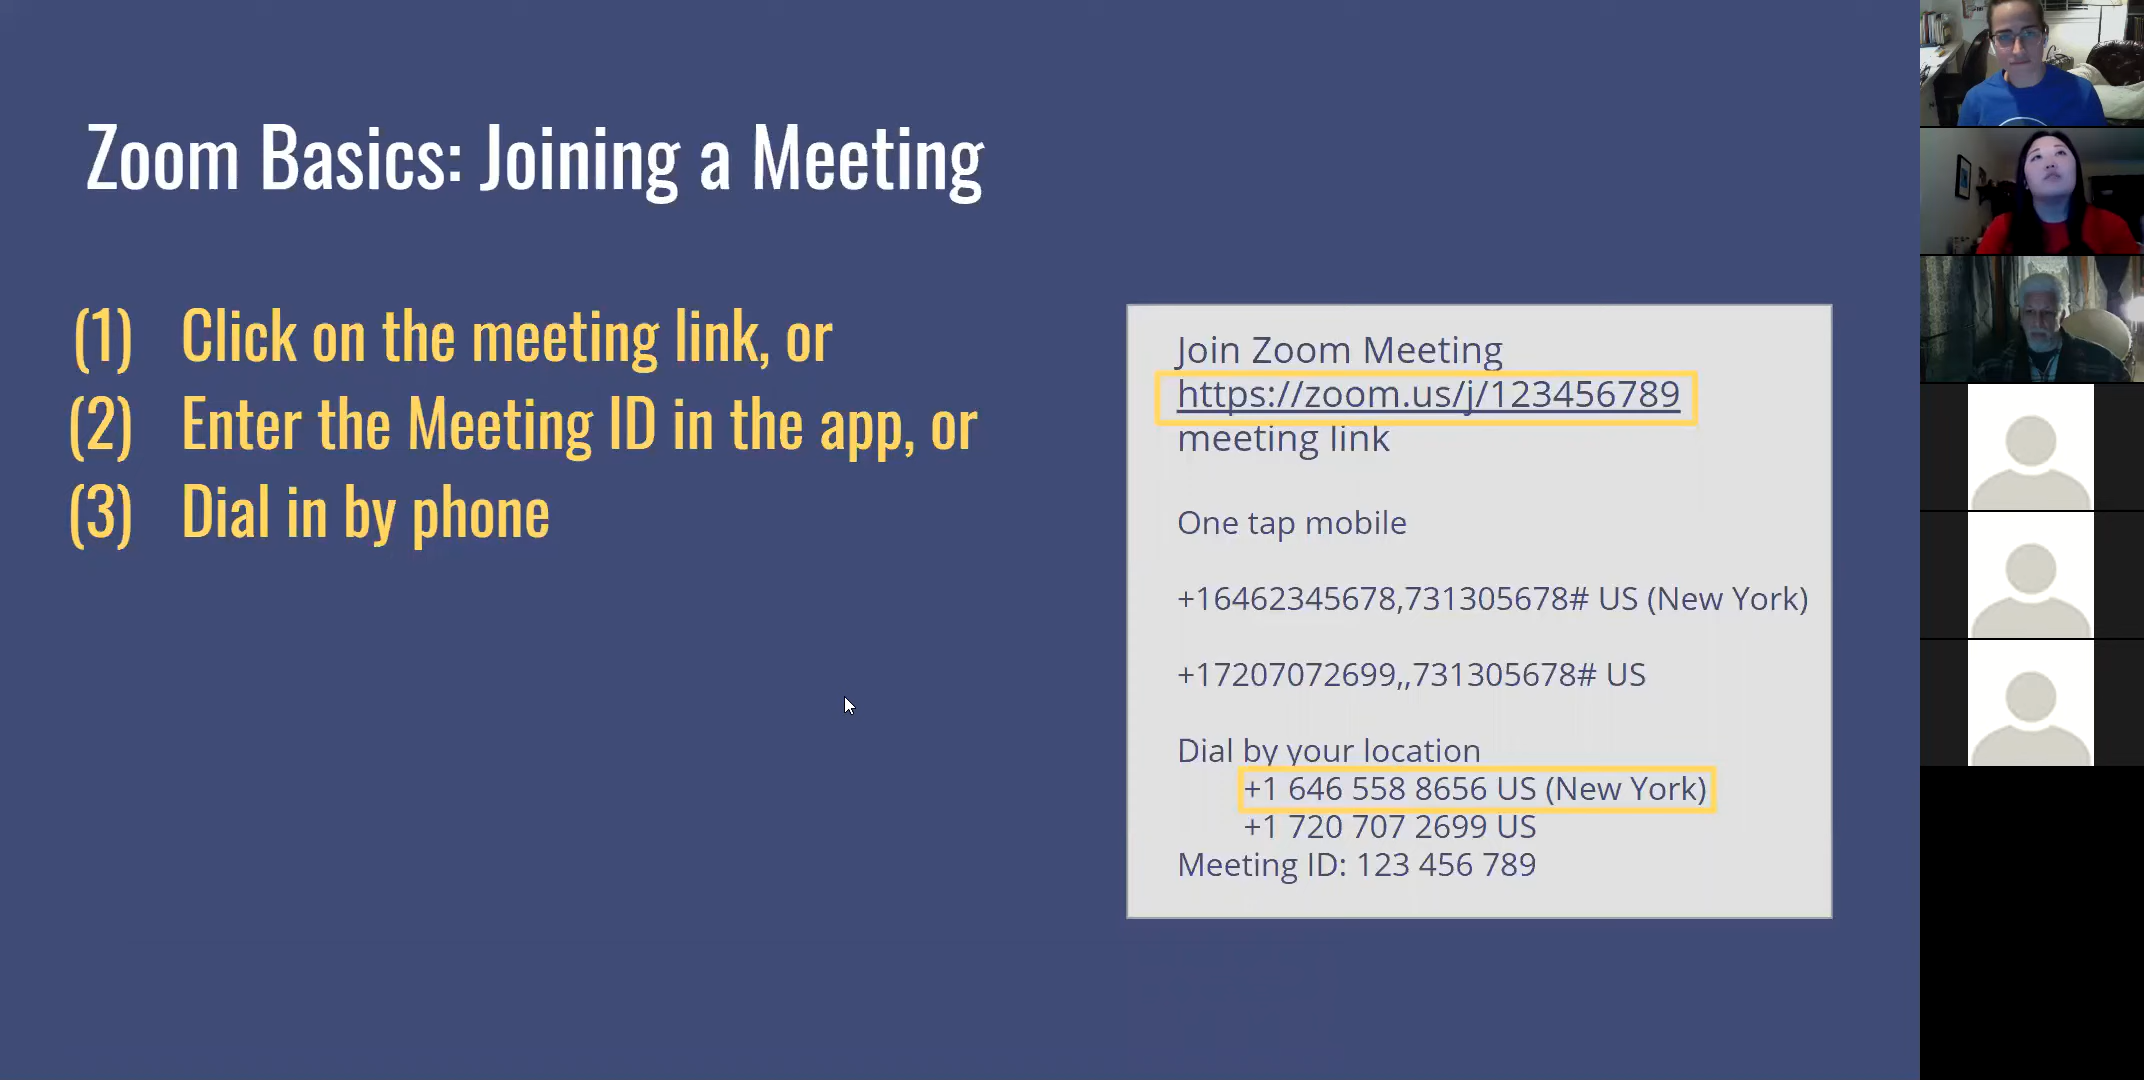 Zoom Basics: Joining a Meeting
(1) Click on the meeting link, or
(2) Enter the Meeting ID in the app, or
(3) Dial in by phone
Join Zoom Meeting
https://zoom.us/j/123456789
meeting link
One tap mobile
+16462345678,731305678# US (New York)
+17207072699,,731305678# US
Dial by your location
+1 646 558 8656 US (New York)
+1 720 707 2699 US
Meeting ID: 123 456 789